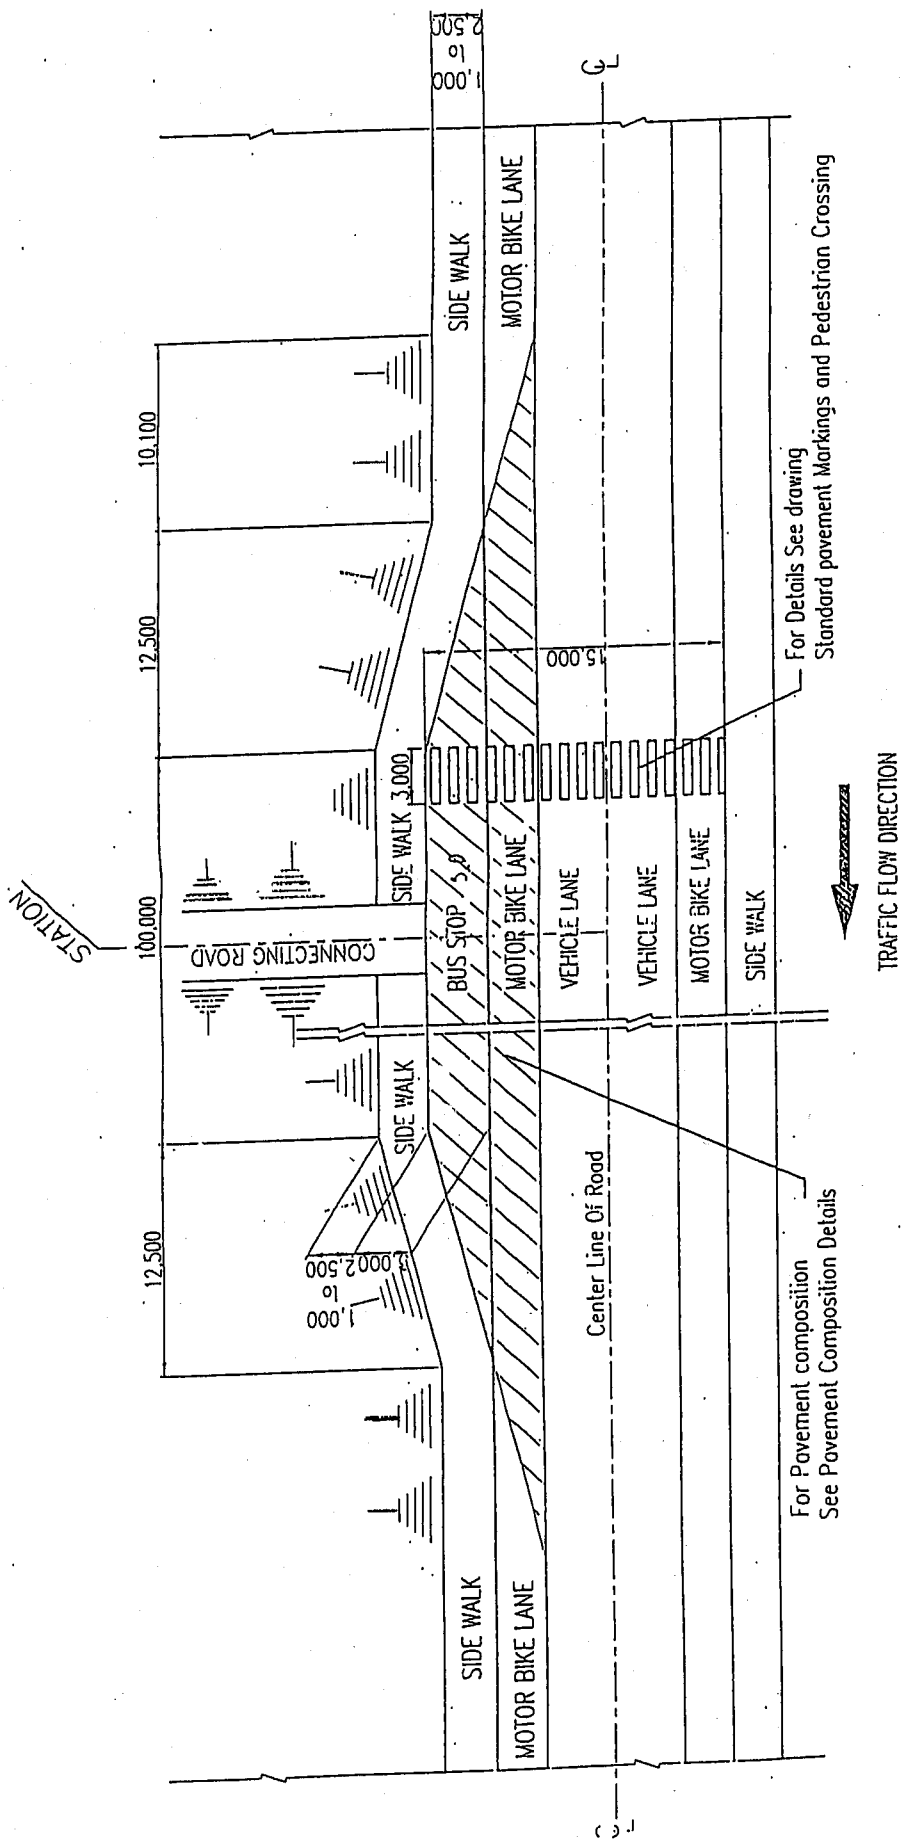 STATION
12,500
100,000
12,500
10,100
1,000
to
2,500
3,000
CONNECTING ROAD
1,000
to
2,500
SIDE WALK
SIDE WALK
SIDE WALK 3,000
SIDE WALK
MOTOR BIKE LANE
BUS STOP
MOTOR BIKE LANE
MOTOR BIKE LANE
VEHICLE LANE
15,000
Center Line Of Road
VEHICLE LANE
MOTOR BIKE LANE
SIDE WALK
For Pavement composition
See Pavement Composition Details
For Details See drawing
Standard pavement Markings and Pedestrian Crossing
TRAFFIC FLOW DIRECTION